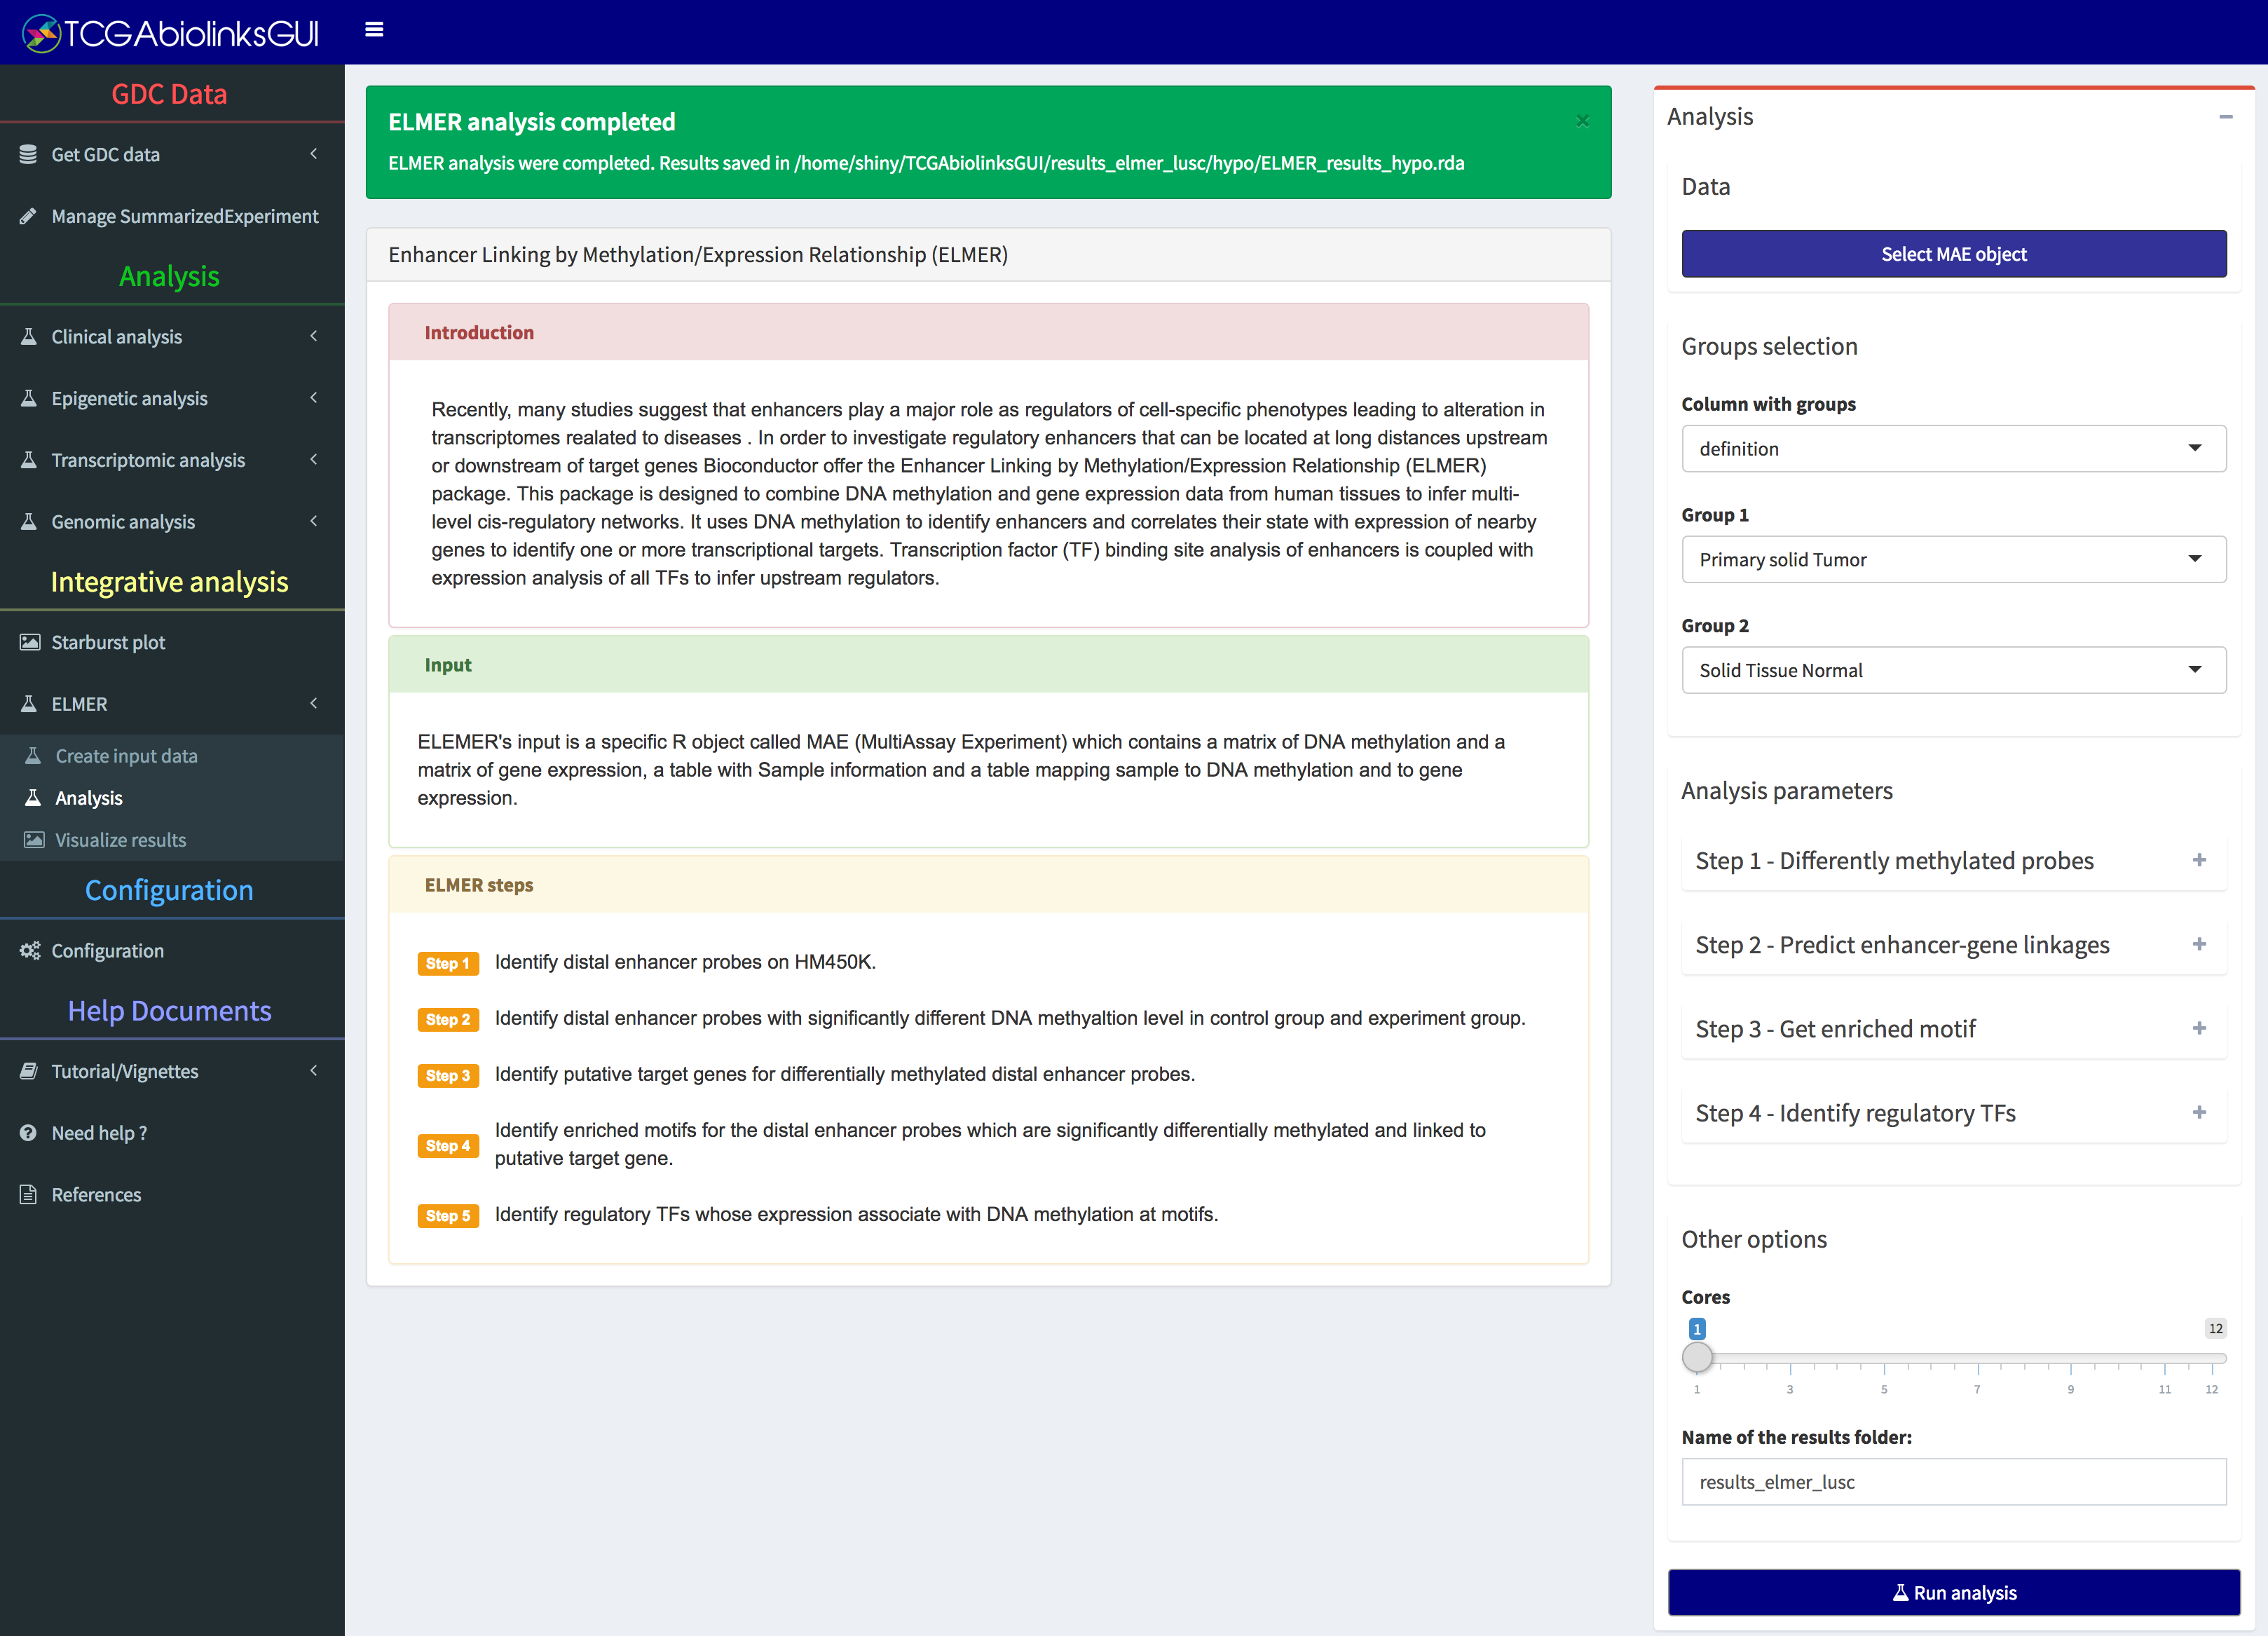 TCGAbiolinksGUI
GDC Data
Get GDC data
Manage SummarizedExperiment
Analysis
Clinical analysis
Epigenetic analysis
Transcriptomic analysis
Genomic analysis
Integrative analysis
Starburst plot
ELMER
Create input data
Analysis
Visualize results
Configuration
Configuration
Help Documents
Tutorial/Vignettes
Need help ?
References
ELMER analysis completed
×
ELMER analysis were completed. Results saved in /home/shiny/TCGAbiolinksGUI/results_elmer_lusc/hypo/ELMER_results_hypo.rda
Enhancer Linking by Methylation/Expression Relationship (ELMER)
Introduction
Recently, many studies suggest that enhancers play a major role as regulators of cell-specific phenotypes leading to alteration in
transcriptomes realated to diseases . In order to investigate regulatory enhancers that can be located at long distances upstream
or downstream of target genes Bioconductor offer the Enhancer Linking by Methylation/Expression Relationship (ELMER)
package. This package is designed to combine DNA methylation and gene expression data from human tissues to infer multi-
level cis-regulatory networks. It uses DNA methylation to identify enhancers and correlates their state with expression of nearby
genes to identify one or more transcriptional targets. Transcription factor (TF) binding site analysis of enhancers is coupled with
expression analysis of all TFs to infer upstream regulators.
Input
ELEMER's input is a specific R object called MAE (MultiAssay Experiment) which contains a matrix of DNA methylation and a
matrix of gene expression, a table with Sample information and a table mapping sample to DNA methylation and to gene
expression.
ELMER steps
Step 1 Identify distal enhancer probes on HM450K.
Step 2 Identify distal enhancer probes with significantly different DNA methyaltion level in control group and experiment group.
Step 3 Identify putative target genes for differentially methylated distal enhancer probes.
Step 4 Identify enriched motifs for the distal enhancer probes which are significantly differentially methylated and linked to
putative target gene.
Step 5 Identify regulatory TFs whose expression associate with DNA methylation at motifs.
Analysis
Data
Select MAE object
Groups selection
Column with groups
definition
Group 1
Primary solid Tumor
Group 2
Solid Tissue Normal
Analysis parameters
Step 1 - Differently methylated probes
Step 2 - Predict enhancer-gene linkages
Step 3 - Get enriched motif
Step 4 - Identify regulatory TFs
Other options
Cores
1 12
1 3 5 7 9 11 12
Name of the results folder:
results_elmer_lusc
Run analysis